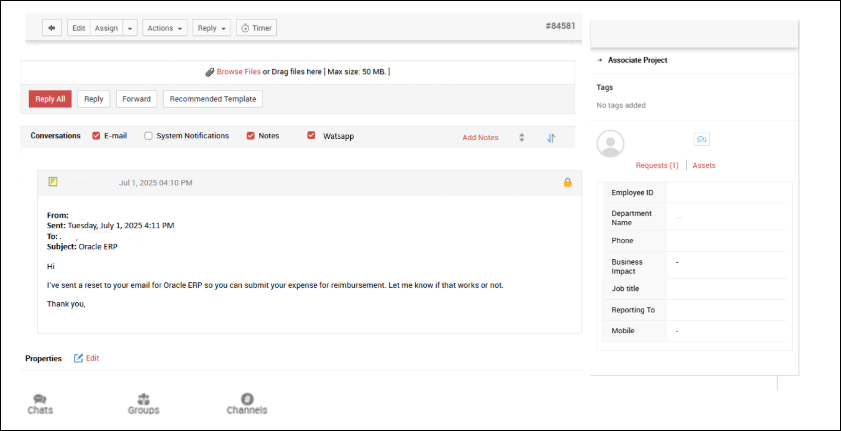 Edit Assign Actions Reply Timer #84581
Browse Files or Drag files here [ Max size: 50 MB. ]
Reply All Reply Forward Recommended Template
Conversations E-mail System Notifications Notes Watsapp Add Notes
Jul 1, 2025 04:10 PM
From:
Sent: Tuesday, July 1, 2025 4:11 PM
To: . ,
Subject: Oracle ERP
Hi
I've sent a reset to your email for Oracle ERP so you can submit your expense for reimbursement. Let me know if that works or not.
Thank you,
Properties Edit
Chats Groups Channels
Associate Project
Tags
No tags added
Requests (1) Assets
Employee ID
Department
Name
Phone
Business
Impact -
Job title
Reporting To
Mobile -